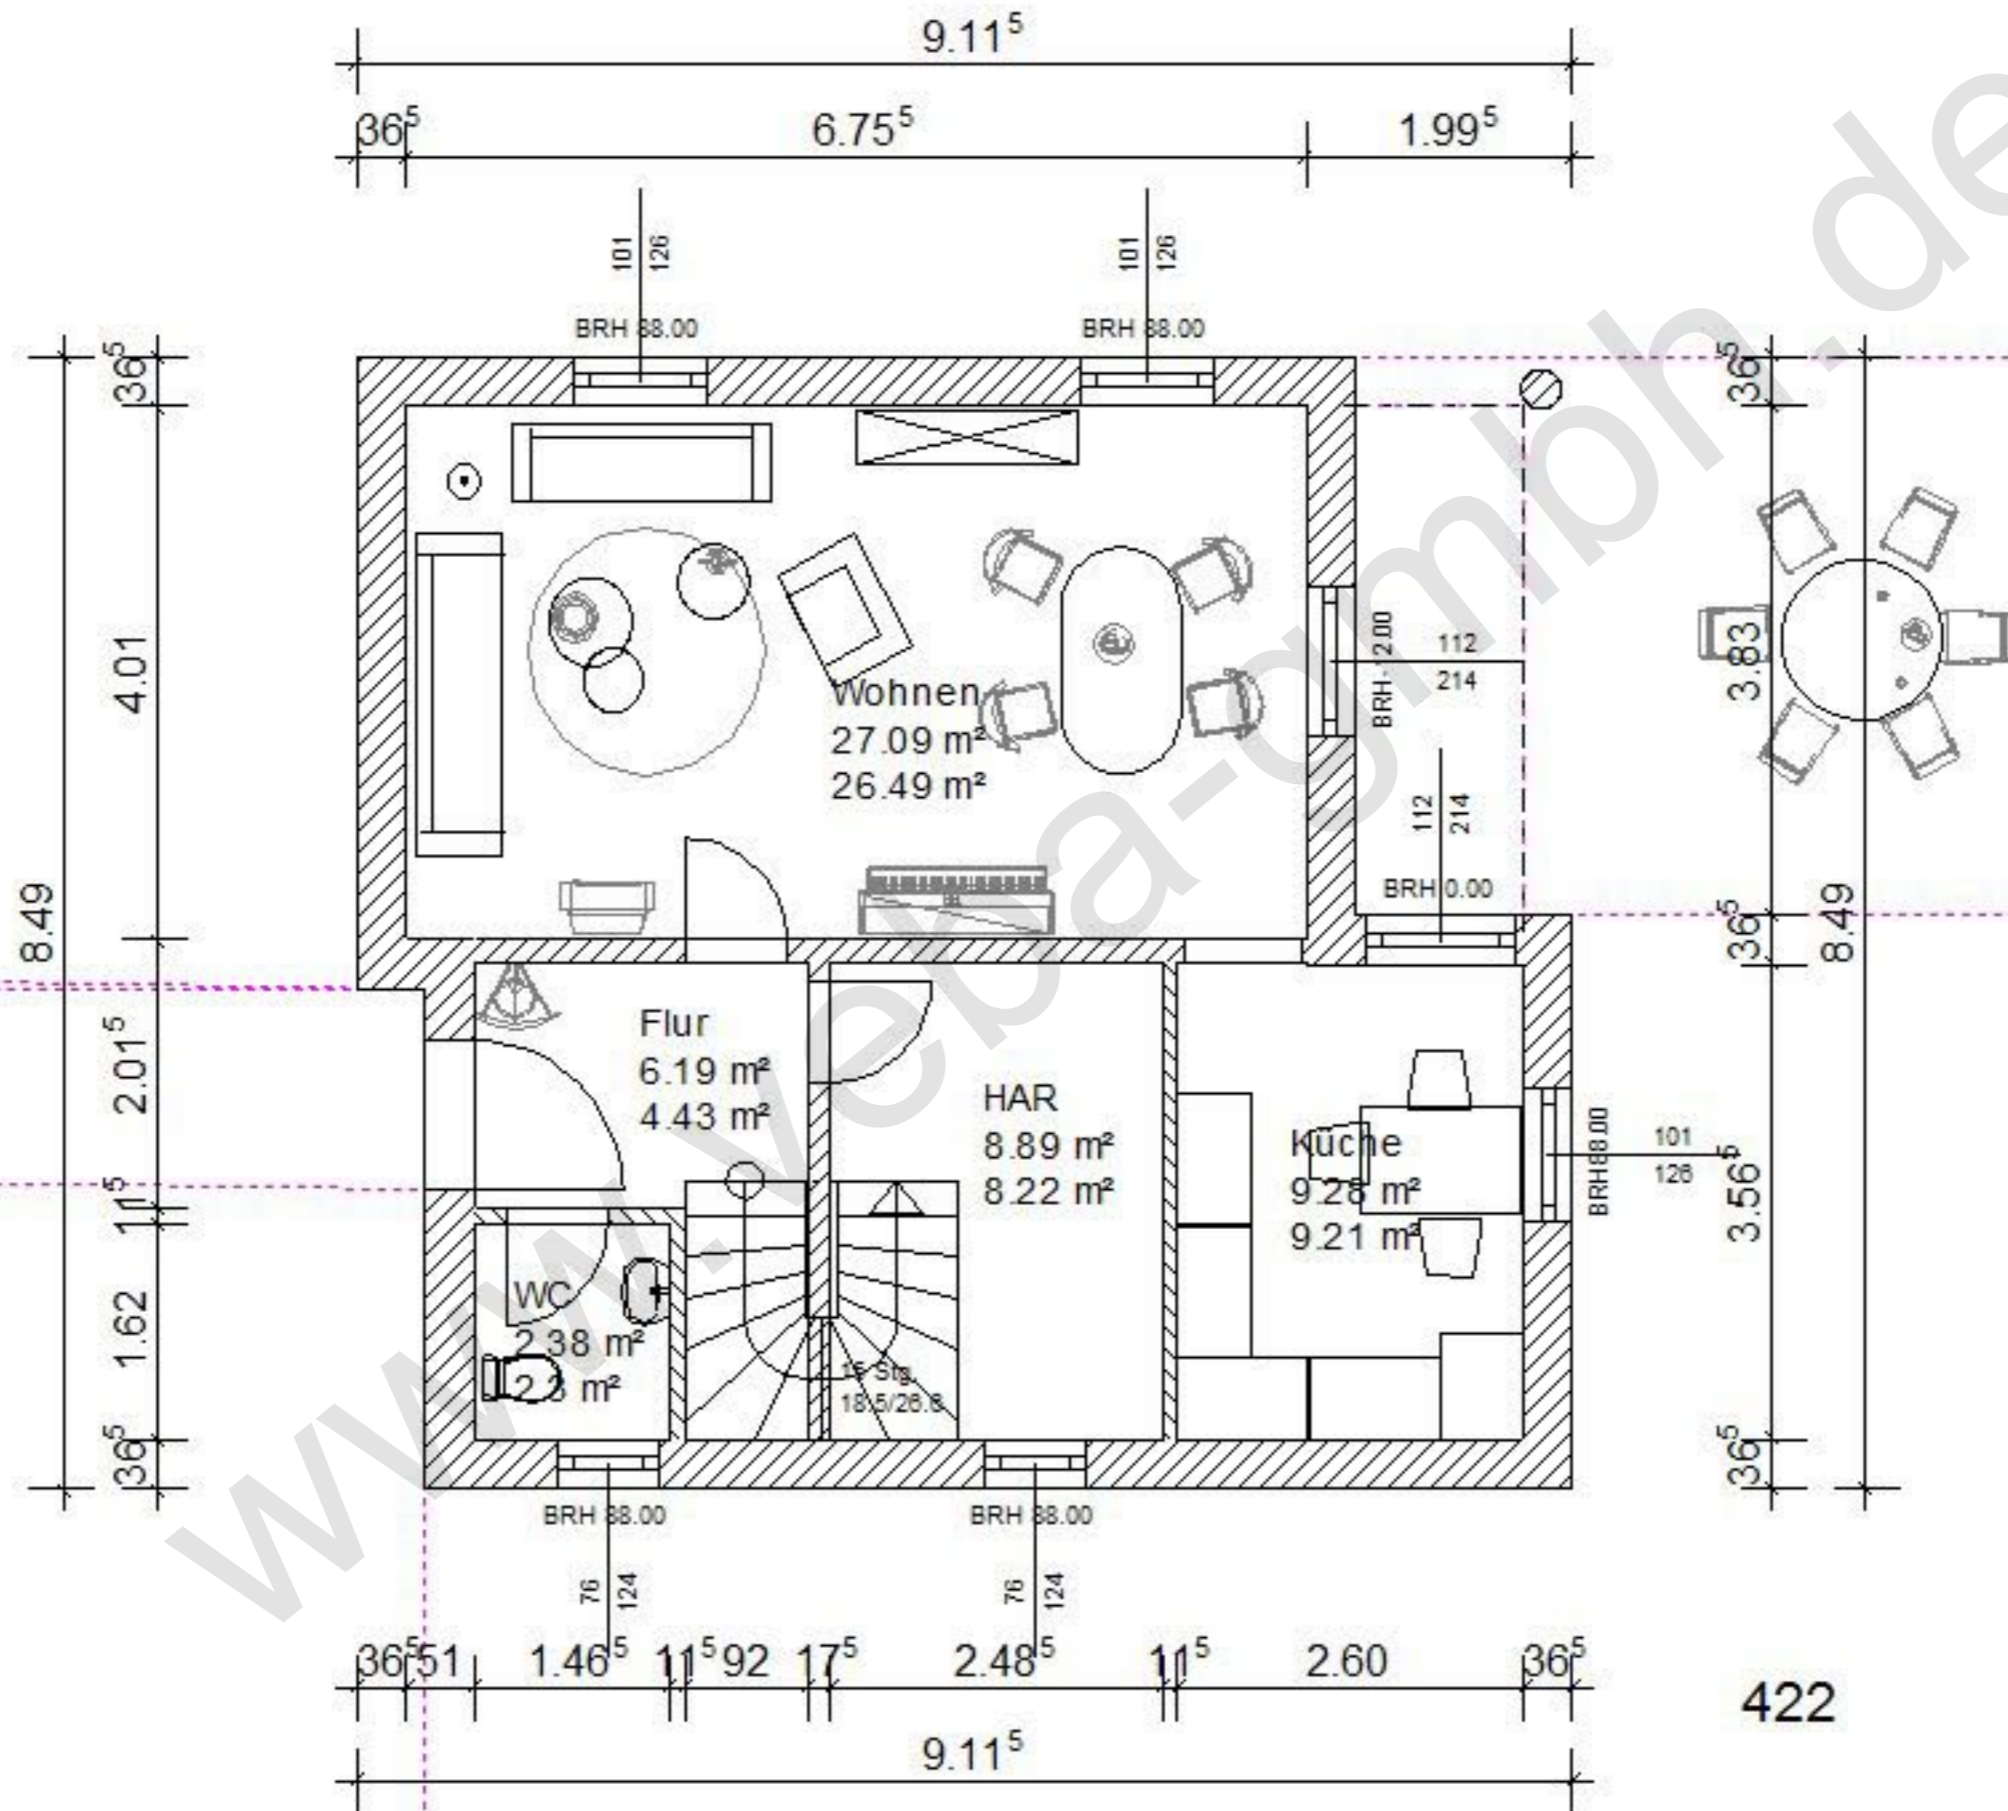 9.11⁵
36⁵ 6.75⁵ 1.99⁵
101 126
101 126
BRH 88.00
BRH 88.00
36⁵
4.01
8.49
2.01⁵
11⁵
1.62
36⁵
Wohnen
27.09 m²
26.49 m²
BRH -12.00
112
214
112 214
BRH 0.00
36⁵
3.83
36⁵
8.49
3.56⁵
36⁵
Flur
6.19 m²
4.43 m²
HAR
8.89 m²
8.22 m²
Küche
9.28 m²
9.21 m²
BRH 88.00
101
126
WC
2.38 m²
2.3 m²
15 Stg.
BRH 88.00
BRH 88.00
76 124
76 124
36⁵ 51 1.46⁵ 11⁵ 92 17⁵ 2.48⁵ 11⁵ 2.60 36⁵
9.11⁵
422
www.veba-gmbh.de